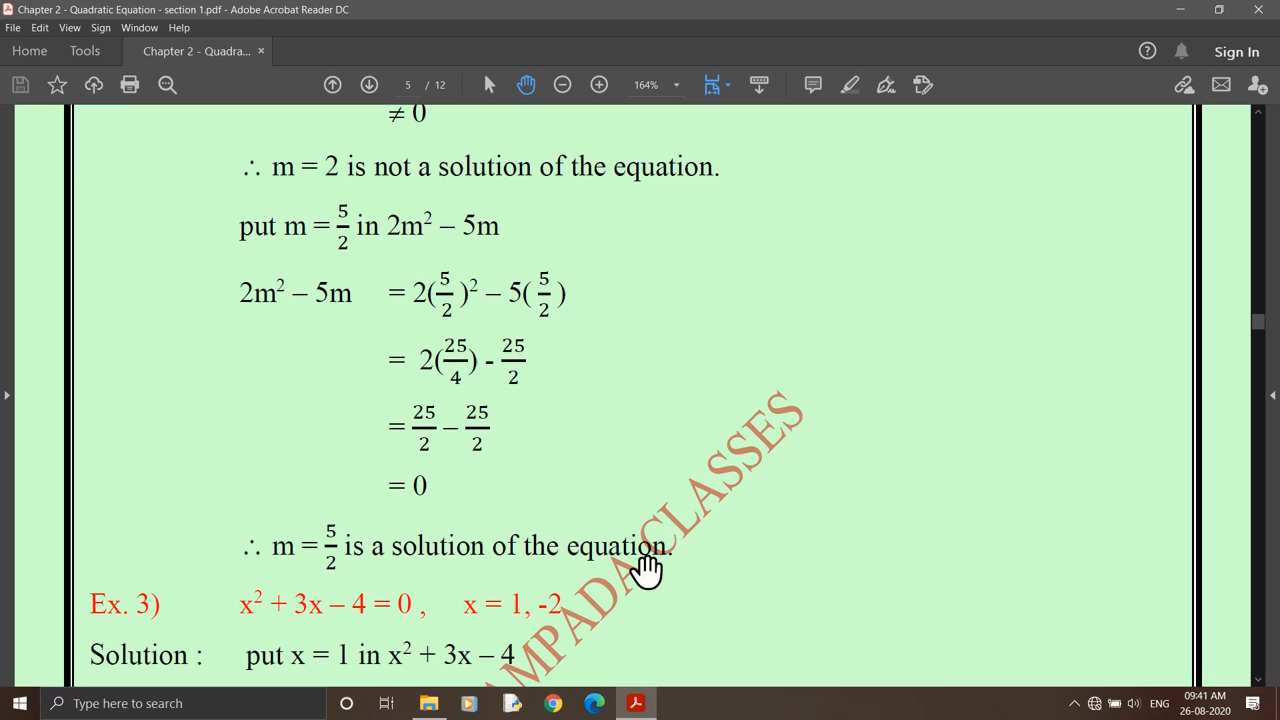 Chapter 2 - Quadratic Equation - section 1.pdf - Adobe Acrobat Reader DC
File Edit View Sign Window Help
Home Tools Chapter 2 - Quadra... × Sign In
5 / 12 164%
≠ 0
∴ m = 2 is not a solution of the equation.
put m = 5/2 in 2m² – 5m
2m² – 5m = 2(5/2)² – 5(5/2)
= 2(25/4) - 25/2
= 25/2 – 25/2
= 0
∴ m = 5/2 is a solution of the equation.
Ex. 3) x² + 3x – 4 = 0 , x = 1, -2
Solution : put x = 1 in x² + 3x – 4
AMPADA CLASSES
Type here to search
ENG
09:41 AM
26-08-2020